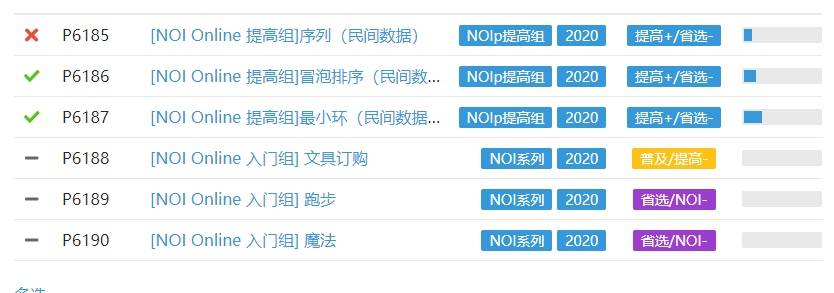 P6185 [NOI Online 提高组]序列（民间数据） NOIp提高组 2020 提高+/省选-
P6186 [NOI Online 提高组]冒泡排序（民间数... NOIp提高组 2020 提高+/省选-
P6187 [NOI Online 提高组]最小环（民间数据... NOIp提高组 2020 提高+/省选-
P6188 [NOI Online 入门组] 文具订购 NOI系列 2020 普及/提高-
P6189 [NOI Online 入门组] 跑步 NOI系列 2020 省选/NOI-
P6190 [NOI Online 入门组] 魔法 NOI系列 2020 省选/NOI-